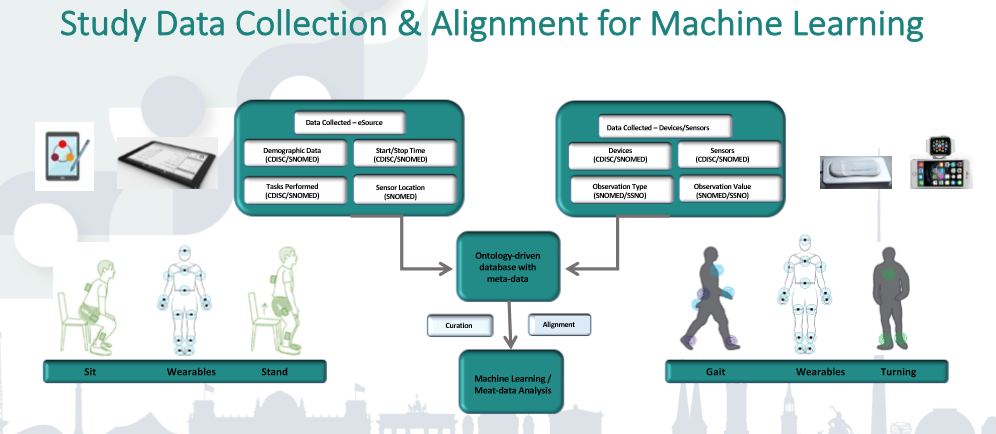 Study Data Collection & Alignment for Machine Learning
Data Collected – eSource
Demographic Data
(CDISC/SNOMED)
Start/Stop Time
(CDISC/SNOMED)
Tasks Performed
(CDISC/SNOMED)
Sensor Location
(SNOMED)
Data Collected – Devices/Sensors
Devices
(CDISC/SNOMED)
Sensors
(CDISC/SNOMED)
Observation Type
(SNOMED/SSNO)
Observation Value
(SNOMED/SSNO)
Ontology-driven
database with
meta-data
Curation
Alignment
Machine Learning /
Meat-data Analysis
Sit
Wearables
Stand
Gait
Wearables
Turning